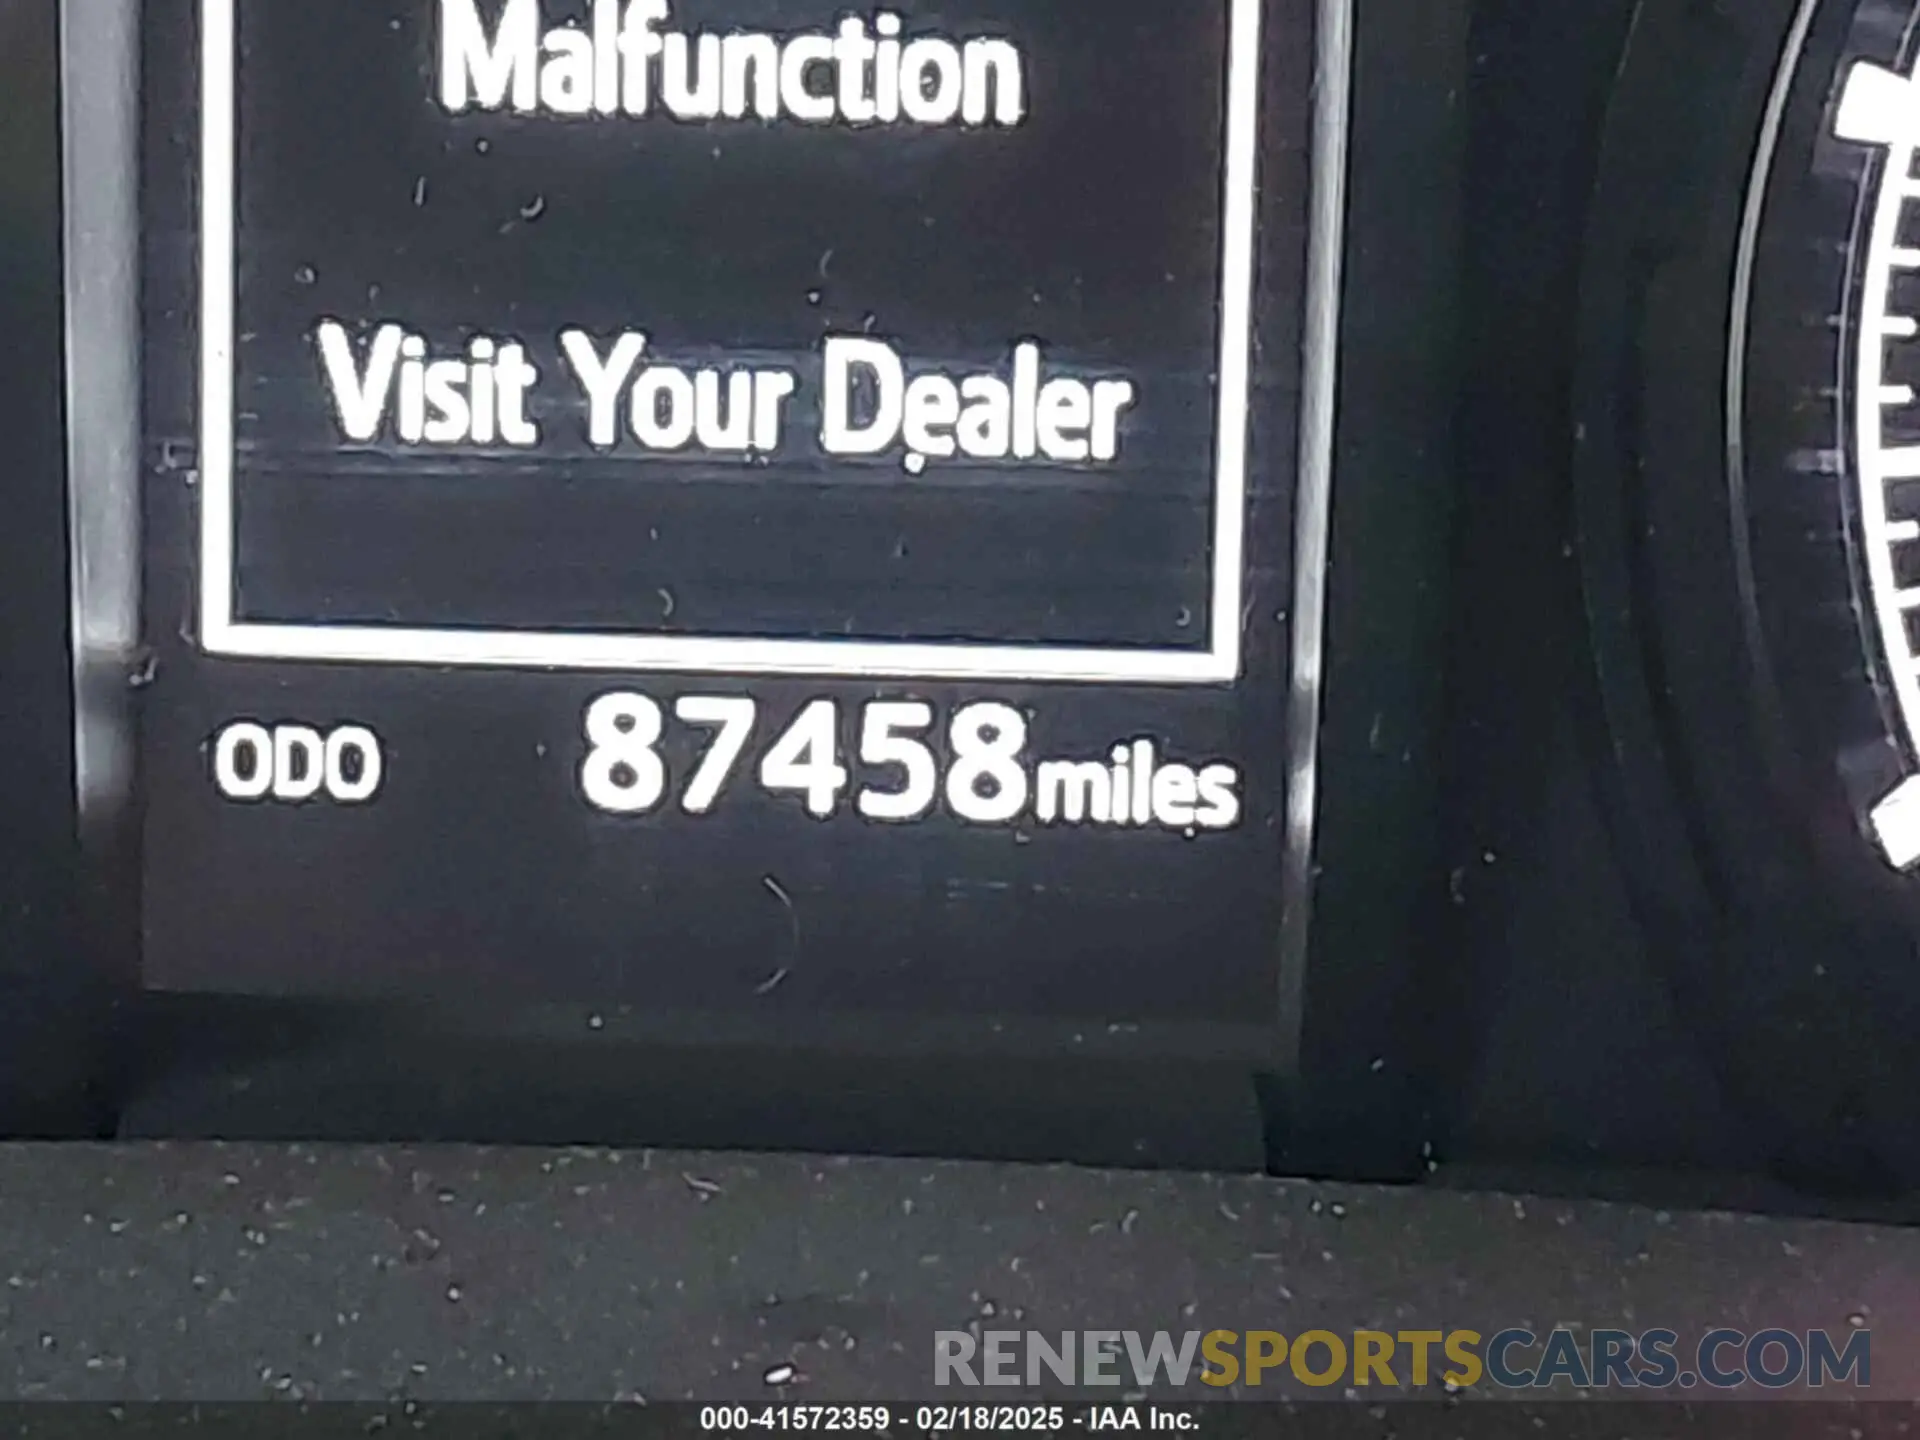 Malfunction
Visit Your Dealer
ODO 87458 miles
RENEWSPORTSCARS.COM
000-41572359 - 02/18/2025 - IAA Inc.